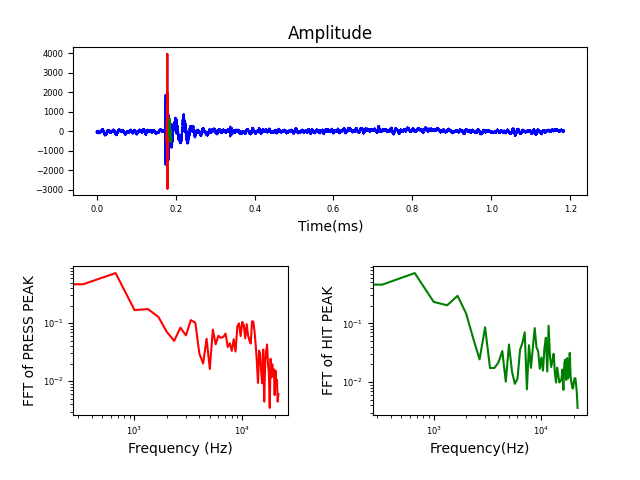 Amplitude
4000
3000
2000
1000
0
−1000
−2000
−3000
0.0 0.2 0.4 0.6 0.8 1.0 1.2
Time(ms)
FFT of PRESS PEAK
10⁻¹
10⁻²
10³ 10⁴
Frequency (Hz)
FFT of HIT PEAK
10⁻¹
10⁻²
10³ 10⁴
Frequency(Hz)